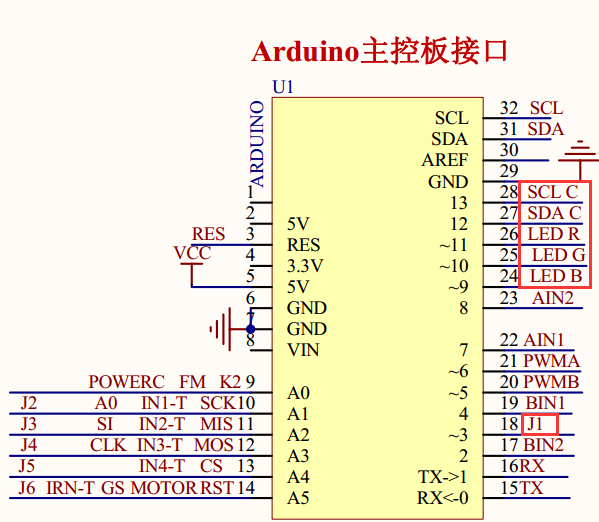 Arduino主控板接口
U1
ARDUINO
1
2 5V
RES 3 RES
VCC 4 3.3V
5 5V
6 GND
7 GND
8 VIN
POWERC FM K2 9 A0
J2 A0 IN1-T SCK 10 A1
J3 SI IN2-T MIS 11 A2
J4 CLK IN3-T MOS 12 A3
J5 IN4-T CS 13 A4
J6 IRN-T GS MOTOR RST 14 A5
SCL 32 SCL
SDA 31 SDA
AREF 30
GND 29
13 28 SCL C
12 27 SDA C
~11 26 LED R
~10 25 LED G
~9 24 LED B
8 23 AIN2
7 22 AIN1
~6 21 PWMA
~5 20 PWMB
4 19 BIN1
~3 18 J1
2 17 BIN2
TX->1 16 RX
RX<-0 15 TX